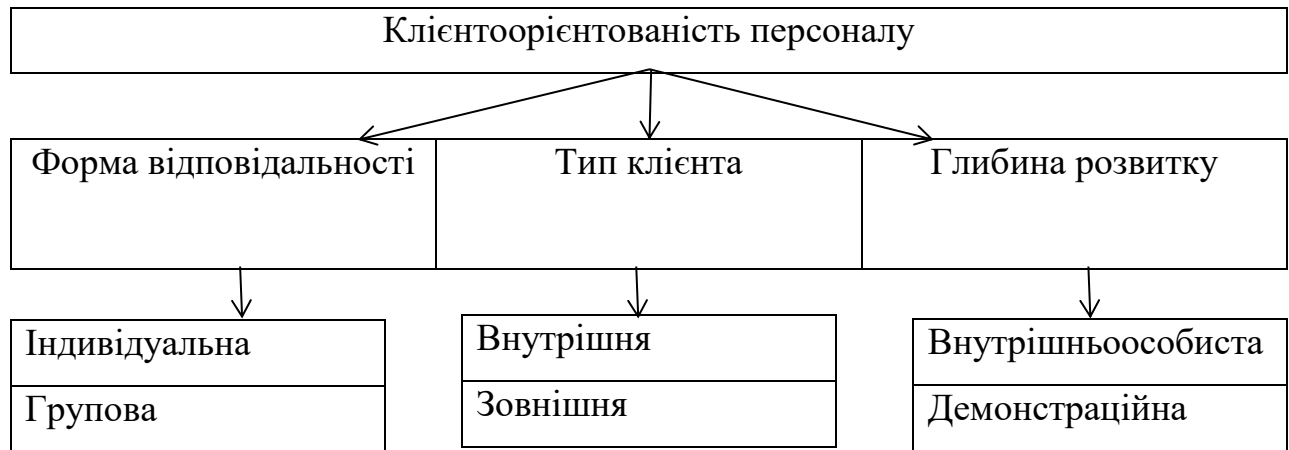 Клієнтоорієнтованість персоналу
Форма відповідальності
Тип клієнта
Глибина розвитку
Індивідуальна
Групова
Внутрішня
Зовнішня
Внутрішньоособиста
Демонстраційна